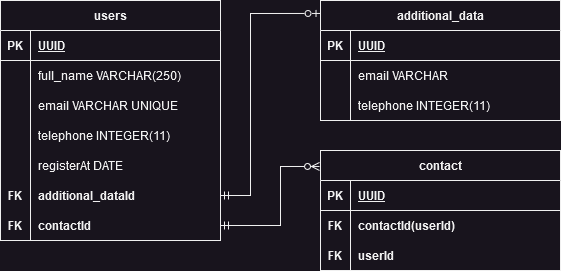 users
PK UUID
full_name VARCHAR(250)
email VARCHAR UNIQUE
telephone INTEGER(11)
registerAt DATE
FK additional_dataId
FK contactId
additional_data
PK UUID
email VARCHAR
telephone INTEGER(11)
contact
PK UUID
FK contactId(userId)
FK userId